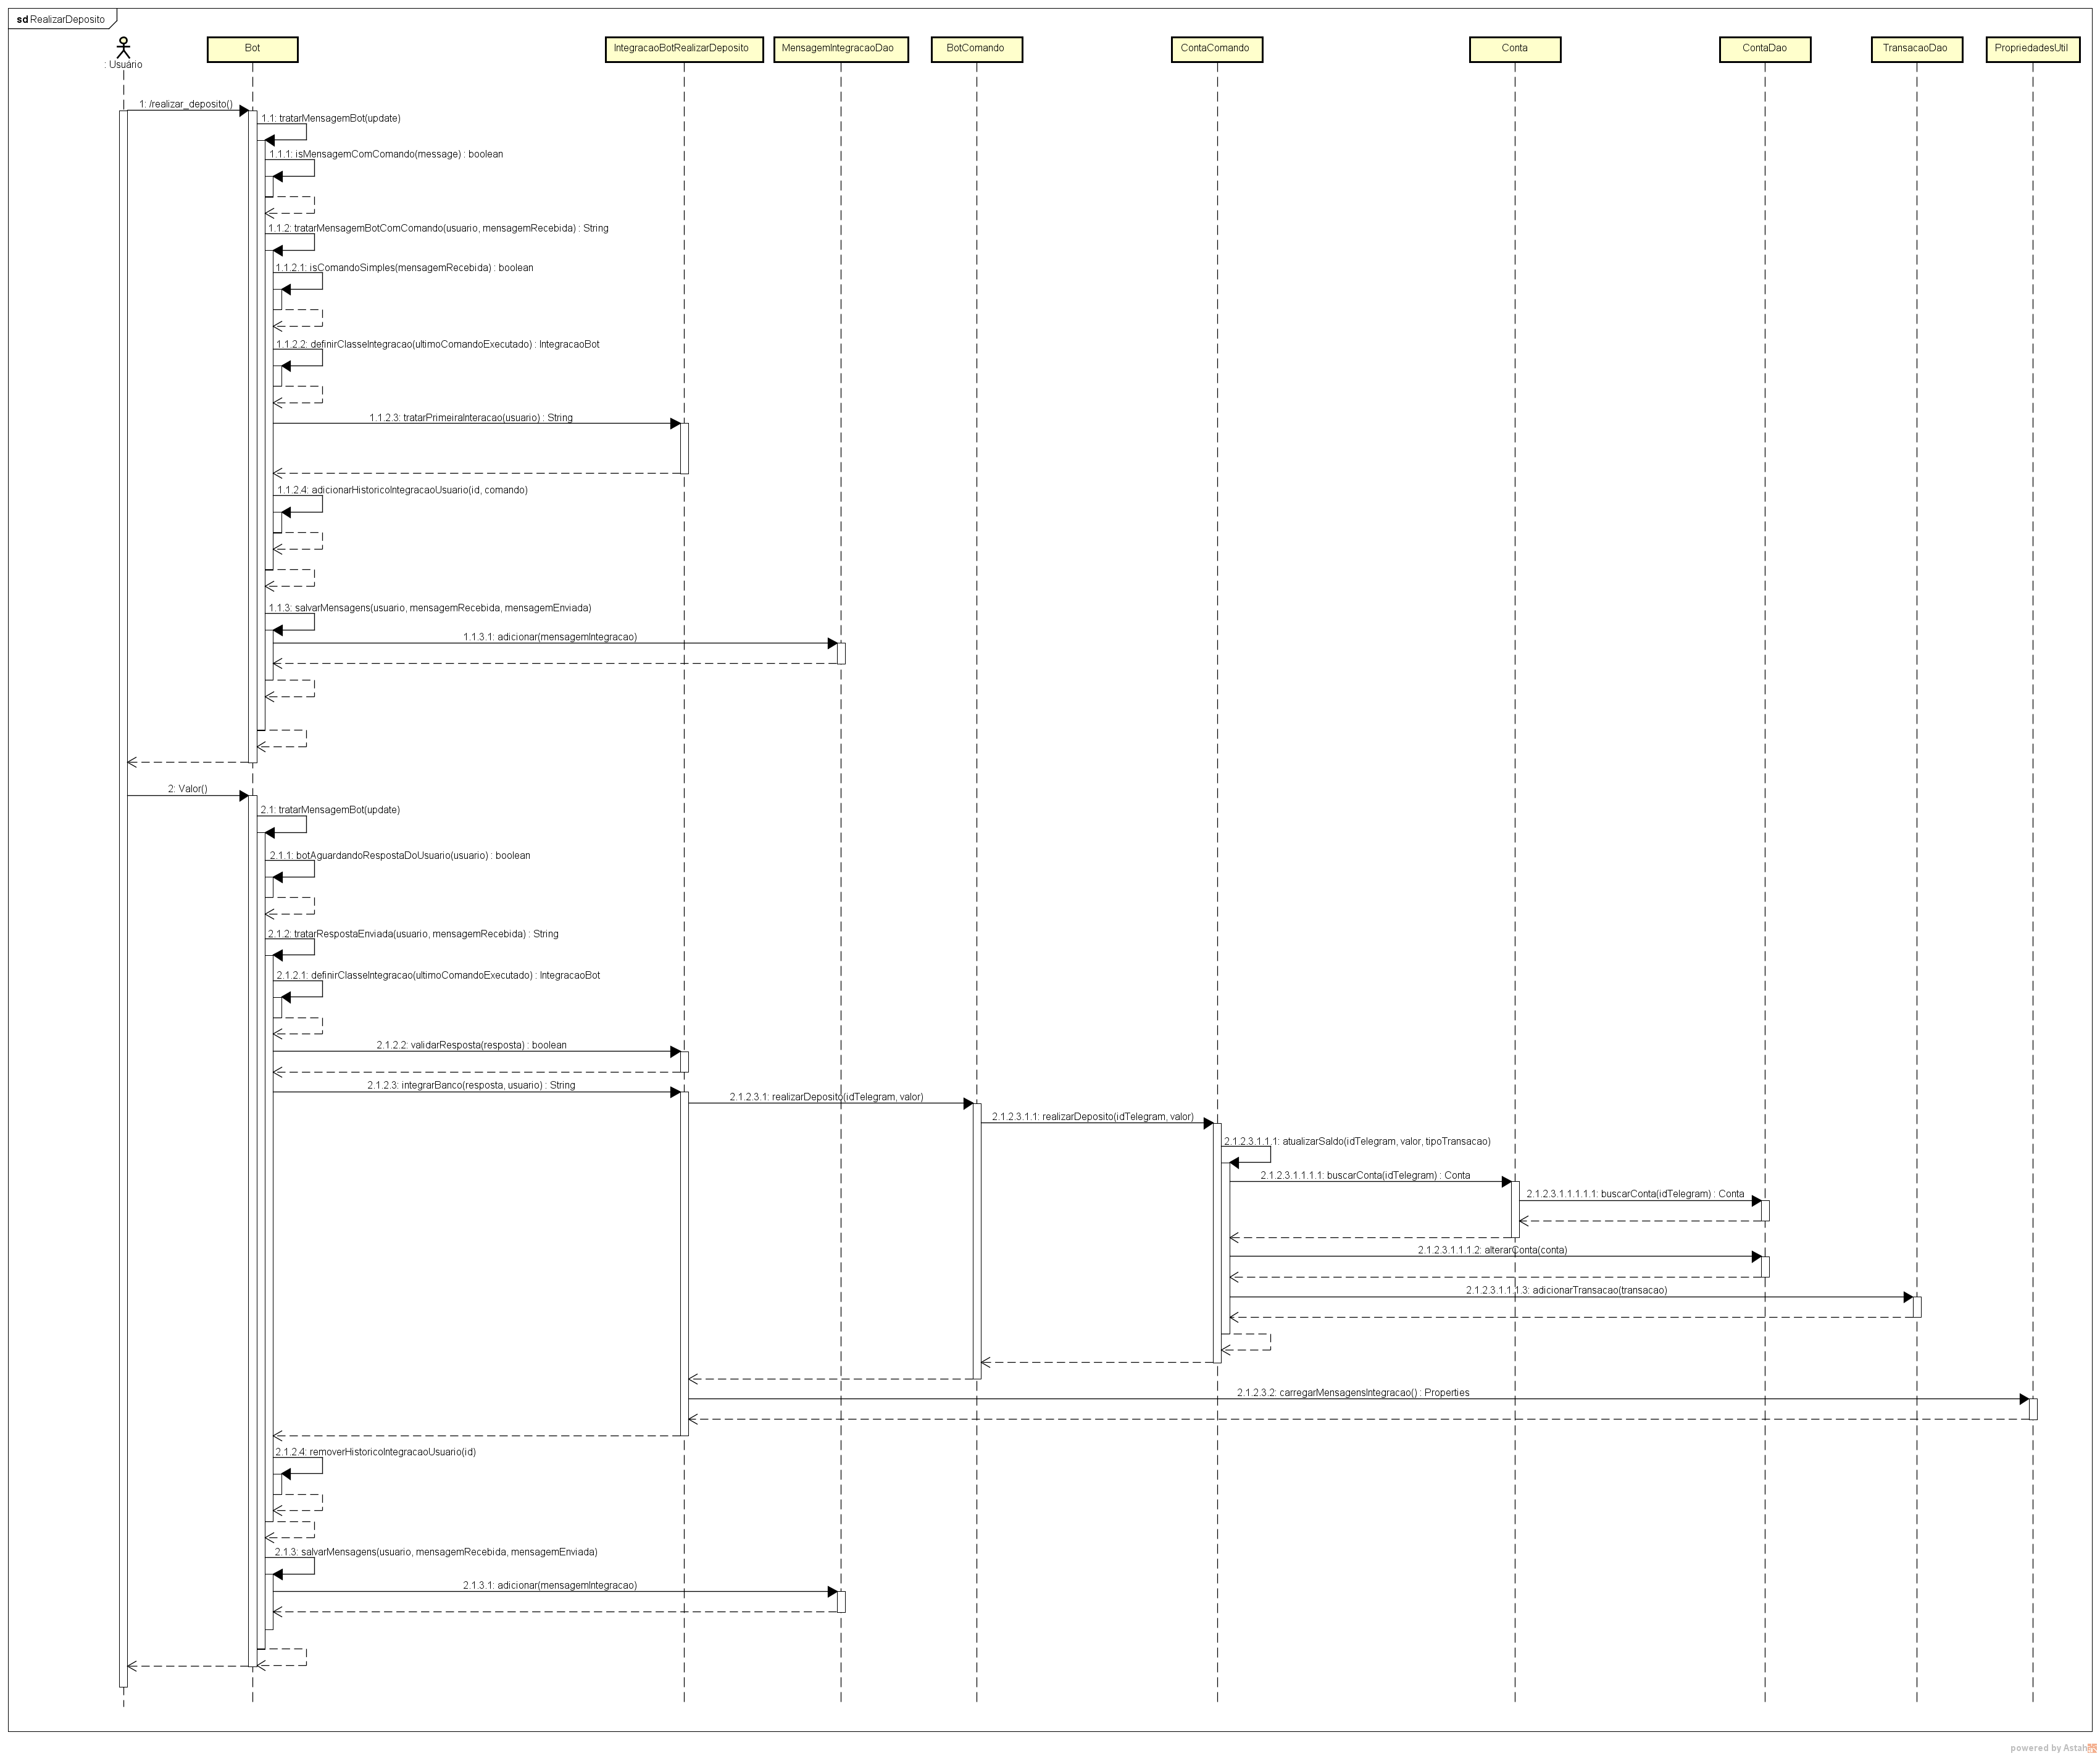 sd RealizarDeposito
: Usuário
Bot
IntegracaoBotRealizarDeposito
MensagemIntegracaoDao
BotComando
ContaComando
Conta
ContaDao
TransacaoDao
PropriedadesUtil
1: /realizar_deposito()
1.1: tratarMensagemBot(update)
1.1.1: isMensagemComComando(message) : boolean
1.1.2: tratarMensagemBotComComando(usuario, mensagemRecebida) : String
1.1.2.1: isComandoSimples(mensagemRecebida) : boolean
1.1.2.2: definirClasseIntegracao(ultimoComandoExecutado) : IntegracaoBot
1.1.2.3: tratarPrimeiraInteracao(usuario) : String
1.1.2.4: adicionarHistoricoIntegracaoUsuario(id, comando)
1.1.3: salvarMensagens(usuario, mensagemRecebida, mensagemEnviada)
1.1.3.1: adicionar(mensagemIntegracao)
2: Valor()
2.1: tratarMensagemBot(update)
2.1.1: botAguardandoRespostaDoUsuario(usuario) : boolean
2.1.2: tratarRespostaEnviada(usuario, mensagemRecebida) : String
2.1.2.1: definirClasseIntegracao(ultimoComandoExecutado) : IntegracaoBot
2.1.2.2: validarResposta(resposta) : boolean
2.1.2.3: integrarBanco(resposta, usuario) : String
2.1.2.3.1: realizarDeposito(idTelegram, valor)
2.1.2.3.1.1: realizarDeposito(idTelegram, valor)
2.1.2.3.1.1.1: atualizarSaldo(idTelegram, valor, tipoTransacao)
2.1.2.3.1.1.1.1: buscarConta(idTelegram) : Conta
2.1.2.3.1.1.1.1.1: buscarConta(idTelegram) : Conta
2.1.2.3.1.1.1.2: alterarConta(conta)
2.1.2.3.1.1.1.3: adicionarTransacao(transacao)
2.1.2.3.2: carregarMensagensIntegracao() : Properties
2.1.2.4: removerHistoricoIntegracaoUsuario(id)
2.1.3: salvarMensagens(usuario, mensagemRecebida, mensagemEnviada)
2.1.3.1: adicionar(mensagemIntegracao)
powered by Astah